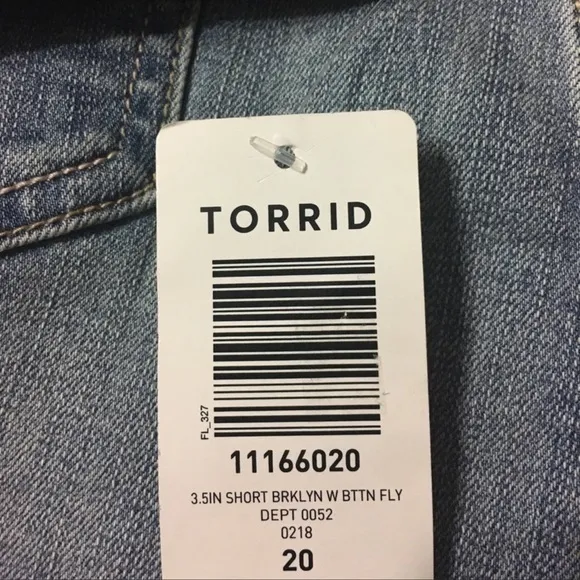 TORRID
FL_327
11166020
3.5IN SHORT BRKLYN W BTTN FLY
DEPT 0052
0218
20